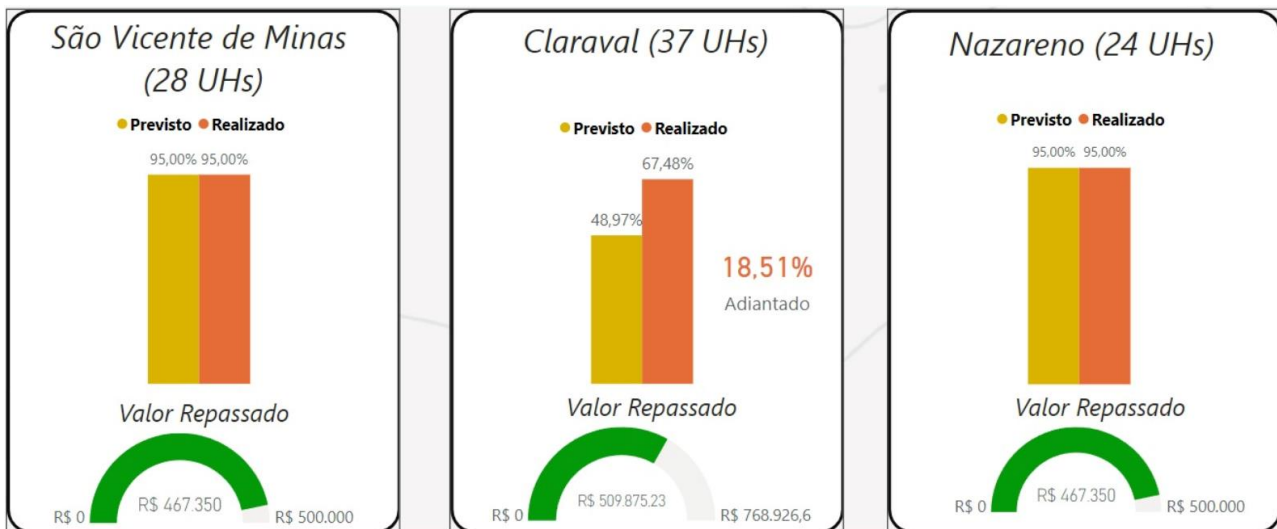 São Vicente de Minas
(28 UHs)
Previsto Realizado
95,00% 95,00%
Valor Repassado
R$ 467.350
R$ 0
R$ 500.000
Claraval (37 UHs)
Previsto Realizado
67,48%
48,97%
18,51%
Adiantado
Valor Repassado
R$ 509.875.23
R$ 0
R$ 768.926,6
Nazareno (24 UHs)
Previsto Realizado
95,00% 95,00%
Valor Repassado
R$ 467.350
R$ 0
R$ 500.000